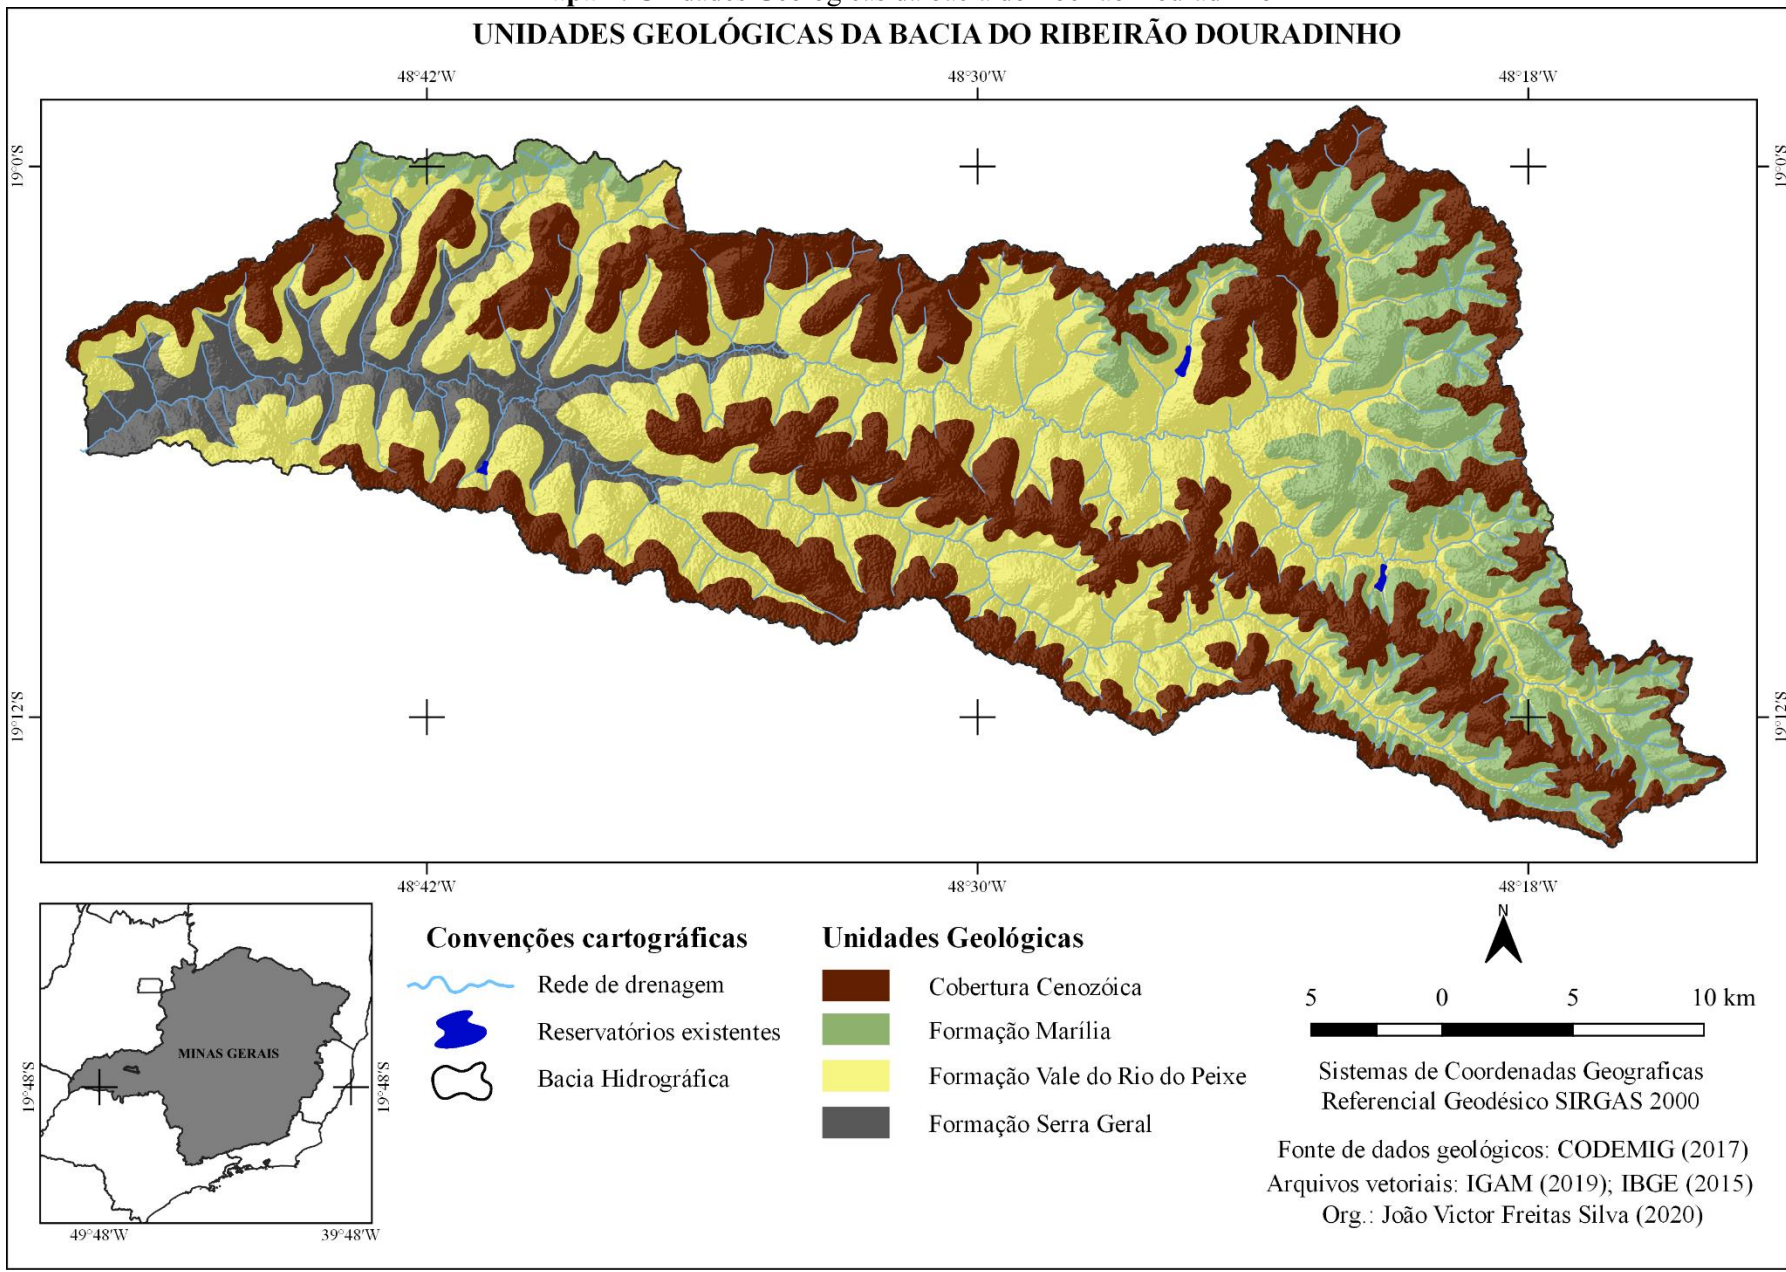 UNIDADES GEOLÓGICAS DA BACIA DO RIBEIRÃO DOURADINHO
48°42'W 48°30'W 48°18'W
19°0'S 19°0'S
19°12'S 19°12'S
48°42'W 48°30'W 48°18'W
MINAS GERAIS
19°48'S 19°48'S
49°48'W 39°48'W
Convenções cartográficas
Rede de drenagem
Reservatórios existentes
Bacia Hidrográfica
Unidades Geológicas
Cobertura Cenozóica
Formação Marília
Formação Vale do Rio do Peixe
Formação Serra Geral
N
5 0 5 10 km
Sistemas de Coordenadas Geograficas
Referencial Geodésico SIRGAS 2000
Fonte de dados geológicos: CODEMIG (2017)
Arquivos vetoriais: IGAM (2019); IBGE (2015)
Org.: João Victor Freitas Silva (2020)